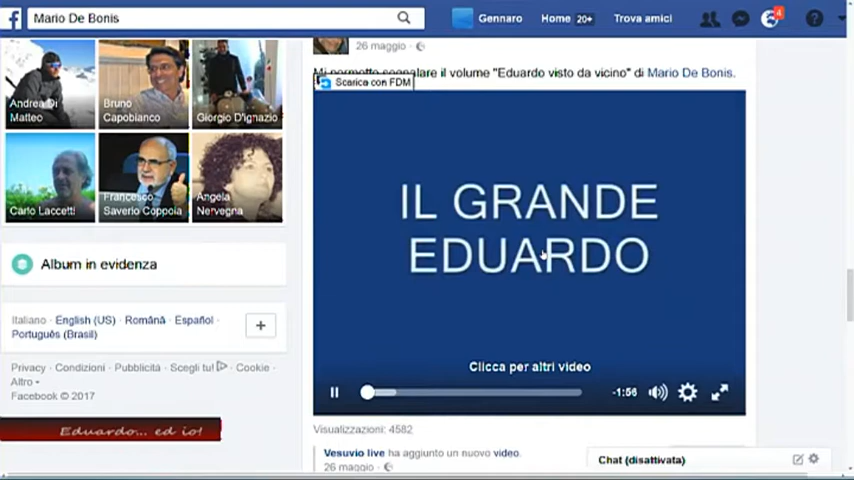 Mario De Bonis
Gennaro
Home 20+
Trova amici
4
26 maggio
Mi permetto segnalare il volume "Eduardo visto da vicino" di Mario De Bonis.
Scarica con FDM
Andrea Di
Matteo
Bruno
Capobianco
Giorgio D'ignazio
Carlo Laccetti
Francesco
Saverio Coppola
Angela
Nervegna
IL GRANDE
EDUARDO
Clicca per altri video
-1:56
Album in evidenza
Italiano · English (US) · Română · Español ·
Português (Brasil)
Privacy · Condizioni · Pubblicità · Scegli tu! · Cookie ·
Altro
Facebook © 2017
Eduardo... ed io!
Visualizzazioni: 4582
Vesuvio live ha aggiunto un nuovo video.
26 maggio
Chat (disattivata)